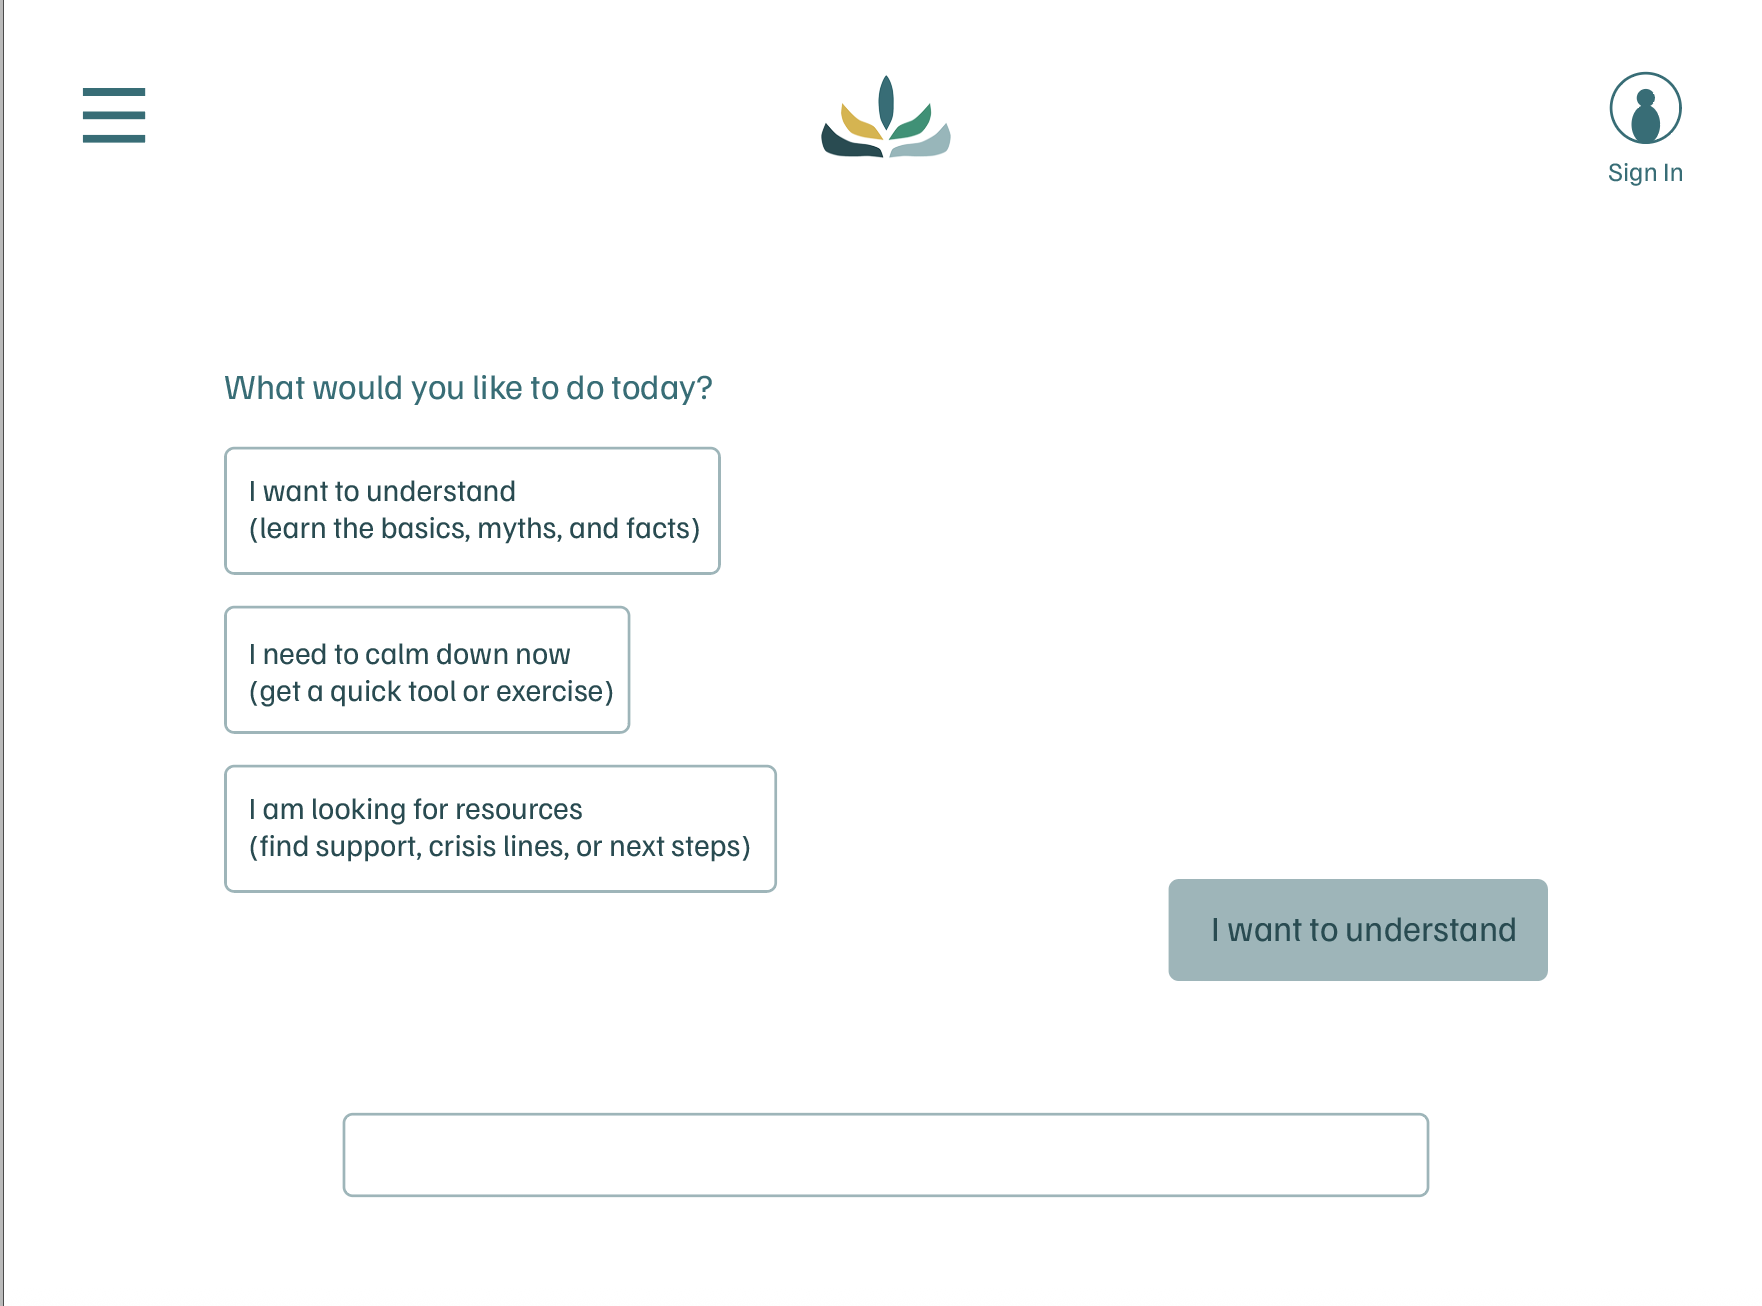 Sign In
What would you like to do today?
I want to understand
(learn the basics, myths, and facts)
I need to calm down now
(get a quick tool or exercise)
I am looking for resources
(find support, crisis lines, or next steps)
I want to understand